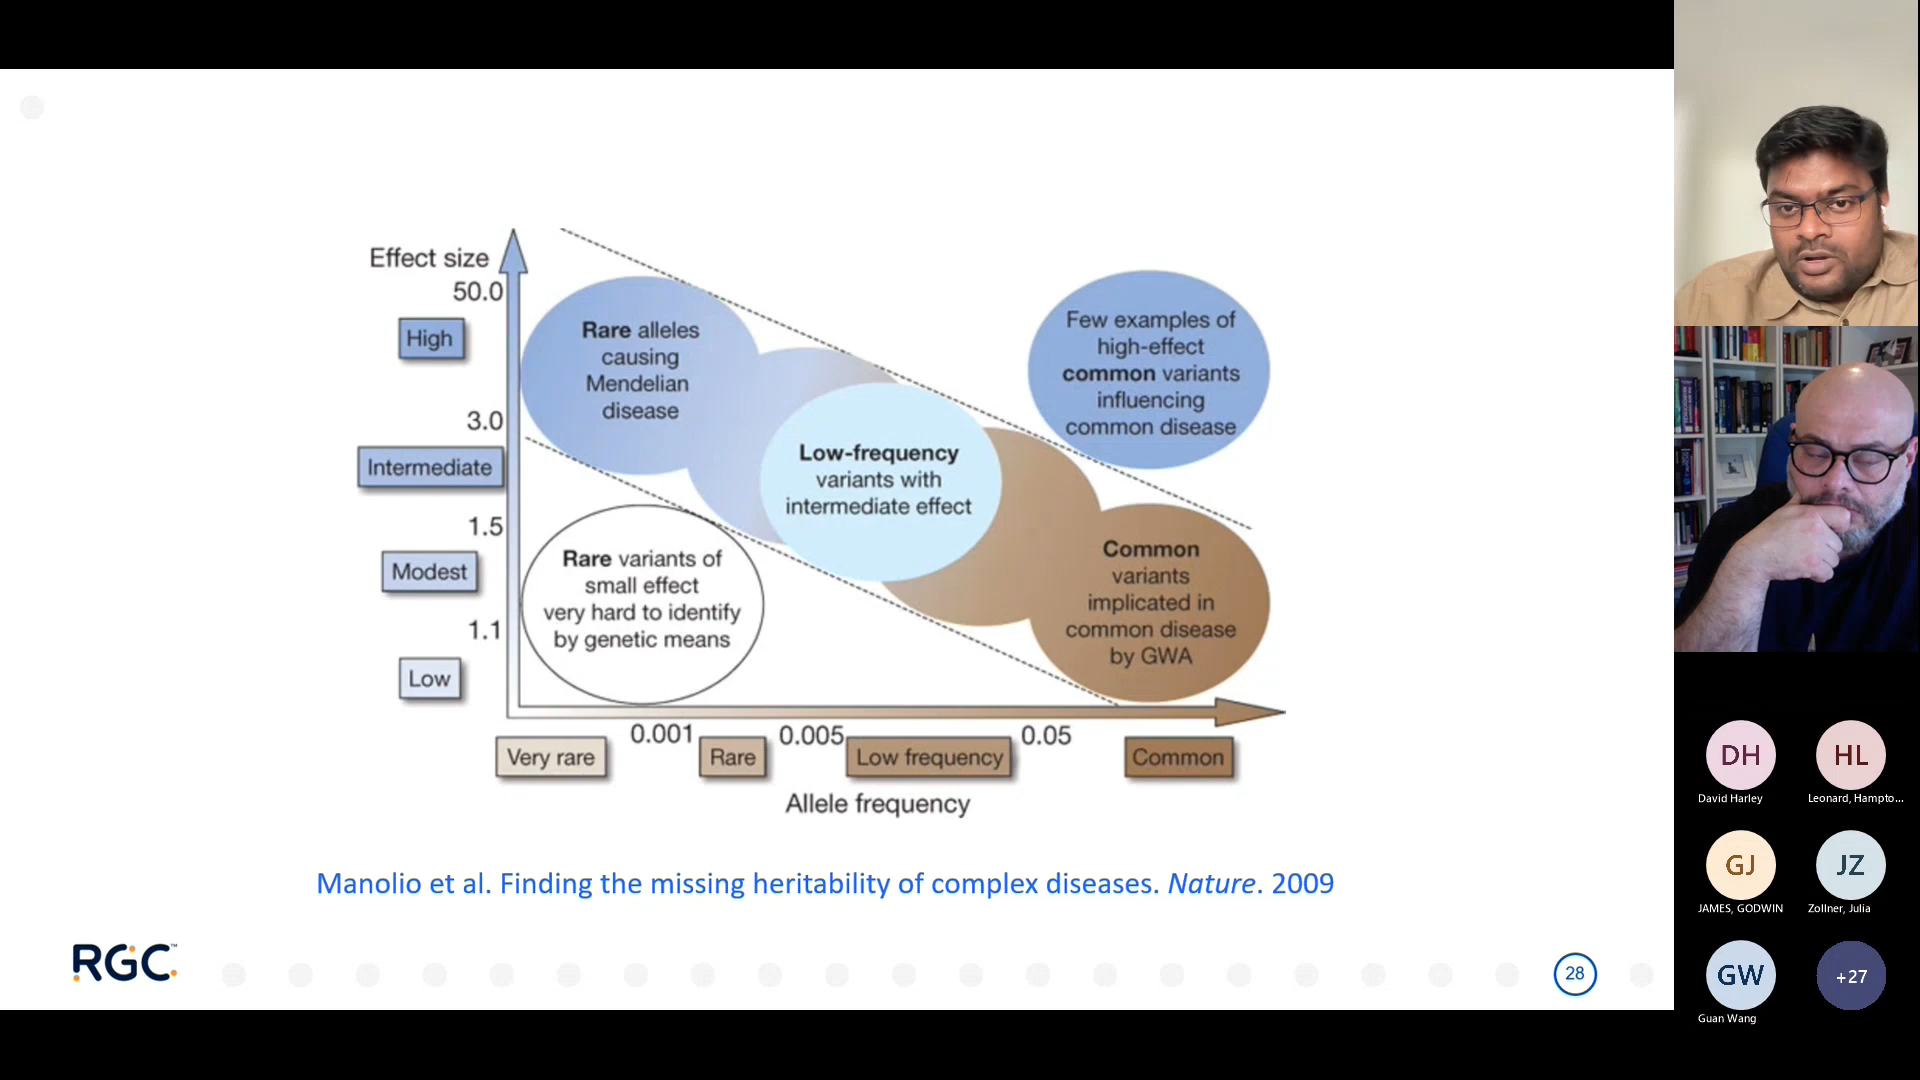 Effect size
50.0
High
3.0
Intermediate
1.5
Modest
1.1
Low
Rare alleles
causing
Mendelian
disease
Few examples of
high-effect
common variants
influencing
common disease
Low-frequency
variants with
intermediate effect
Rare variants of
small effect
very hard to identify
by genetic means
Common
variants
implicated in
common disease
by GWA
0.001
0.005
0.05
Very rare
Rare
Low frequency
Common
Allele frequency
Manolio et al. Finding the missing heritability of complex diseases. Nature. 2009
RGC™
28
DH
David Harley
HL
Leonard, Hampto...
GJ
JAMES, GODWIN
JZ
Zollner, Julia
GW
Guan Wang
+27